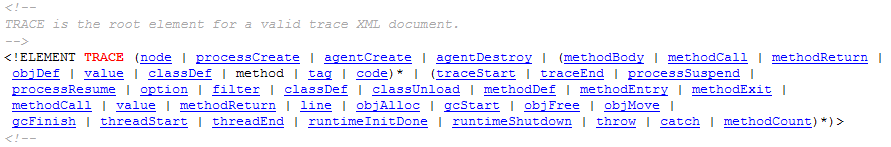 <!--
TRACE is the root element for a valid trace XML document.
-->
<!ELEMENT TRACE (node | processCreate | agentCreate | agentDestroy | (methodBody | methodCall | methodReturn |
objDef | value | classDef | method | tag | code)* | (traceStart | traceEnd | processSuspend |
processResume | option | filter | classDef | classUnload | methodDef | methodEntry | methodExit |
methodCall | value | methodReturn | line | objAlloc | gcStart | objFree | objMove |
gcFinish | threadStart | threadEnd | runtimeInitDone | runtimeShutdown | throw | catch | methodCount)*)>
<!--